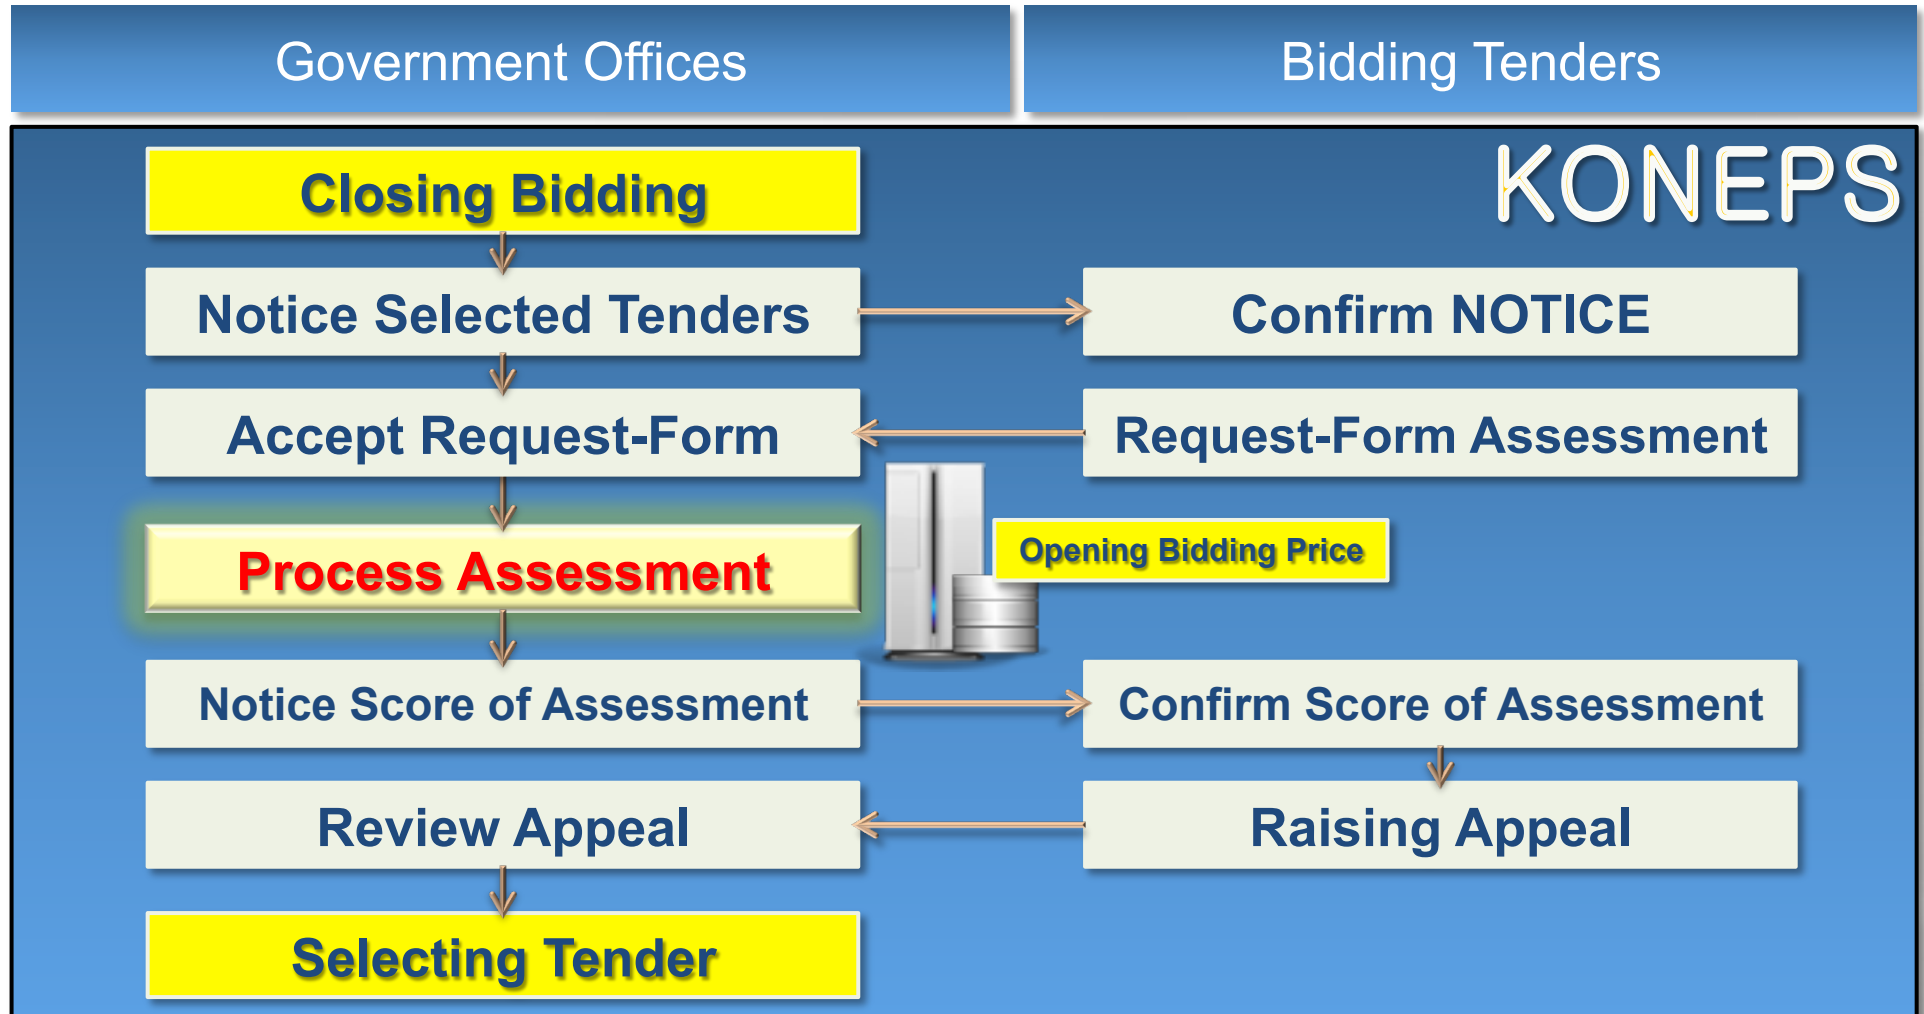 Government Offices
Bidding Tenders
KONEPS
Closing Bidding
Notice Selected Tenders
Confirm NOTICE
Accept Request-Form
Request-Form Assessment
Process Assessment
Opening Bidding Price
Notice Score of Assessment
Confirm Score of Assessment
Review Appeal
Raising Appeal
Selecting Tender